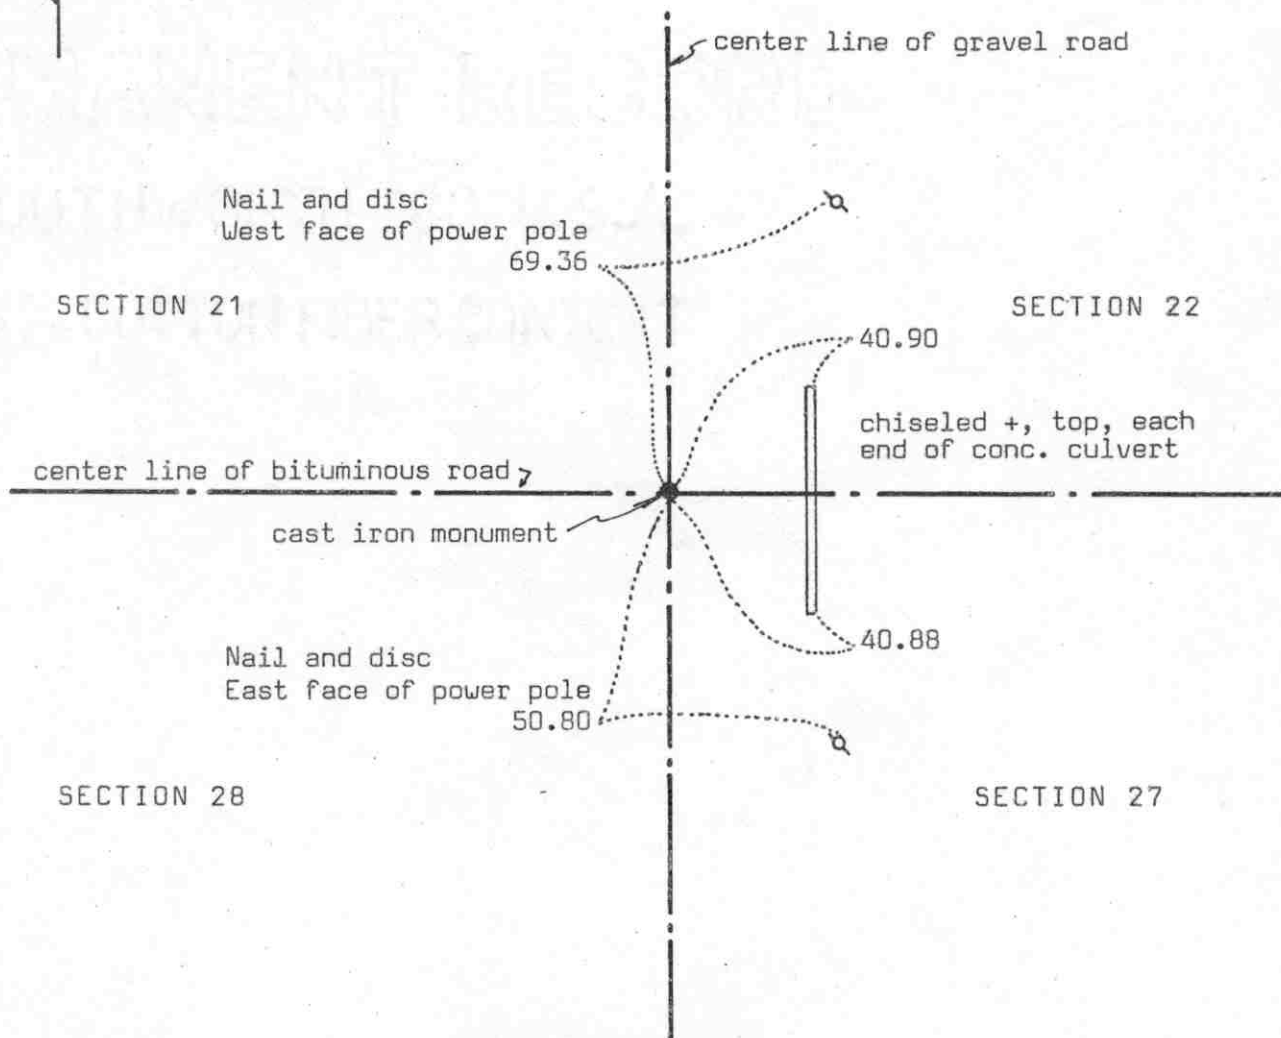 center line of gravel road
Nail and disc
West face of power pole
69.36
SECTION 21
SECTION 22
40.90
chiseled +, top, each
end of conc. culvert
center line of bituminous road
cast iron monument
40.88
Nail and disc
East face of power pole
50.80
SECTION 28
SECTION 27